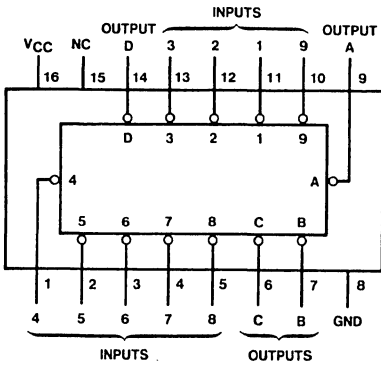 INPUTS
OUTPUT OUTPUT
VCC NC D 3 2 1 9 A
16 15 14 13 12 11 10 9
D 3 2 1 9
4 A
5 6 7 8 C B
1 2 3 4 5 6 7 8
4 5 6 7 8 C B GND
INPUTS OUTPUTS